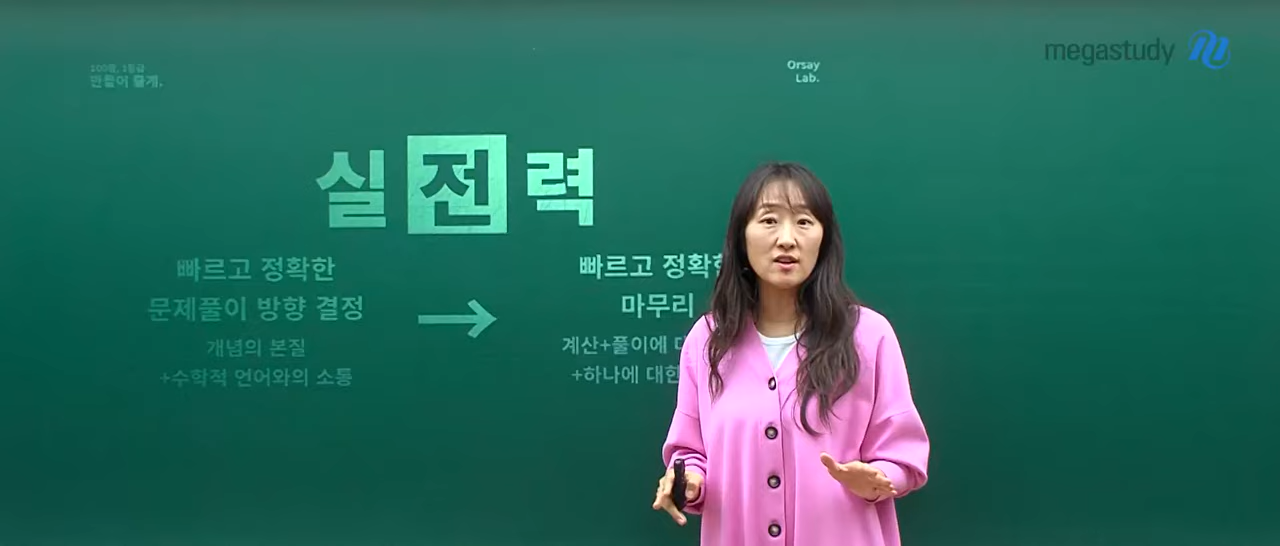 100점, 1등급
만들어 줄게.
Orsay
Lab.
megastudy
실전력
빠르고 정확한
문제풀이 방향 결정
개념의 본질
+수학적 언어와의 소통
→
빠르고 정확
마무리
계산+풀이에
+하나에 대한